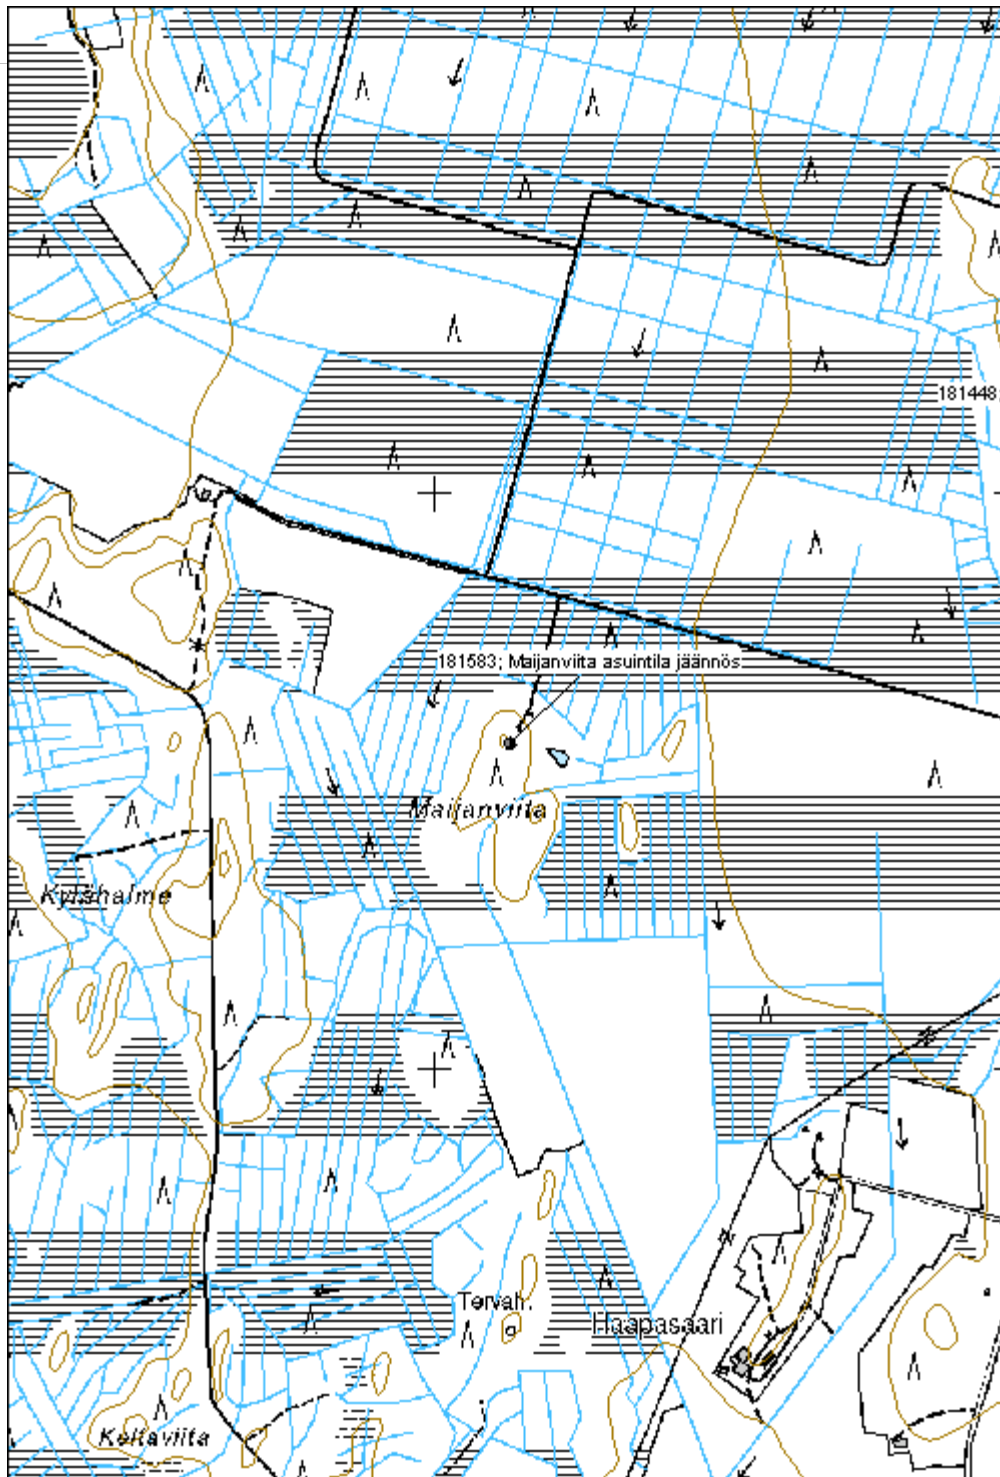 181448;
181583; Maijanviita asuintila jäännös
Maijanviita
Kylähalme
Tervah.
Haapasaari
Keltaviita